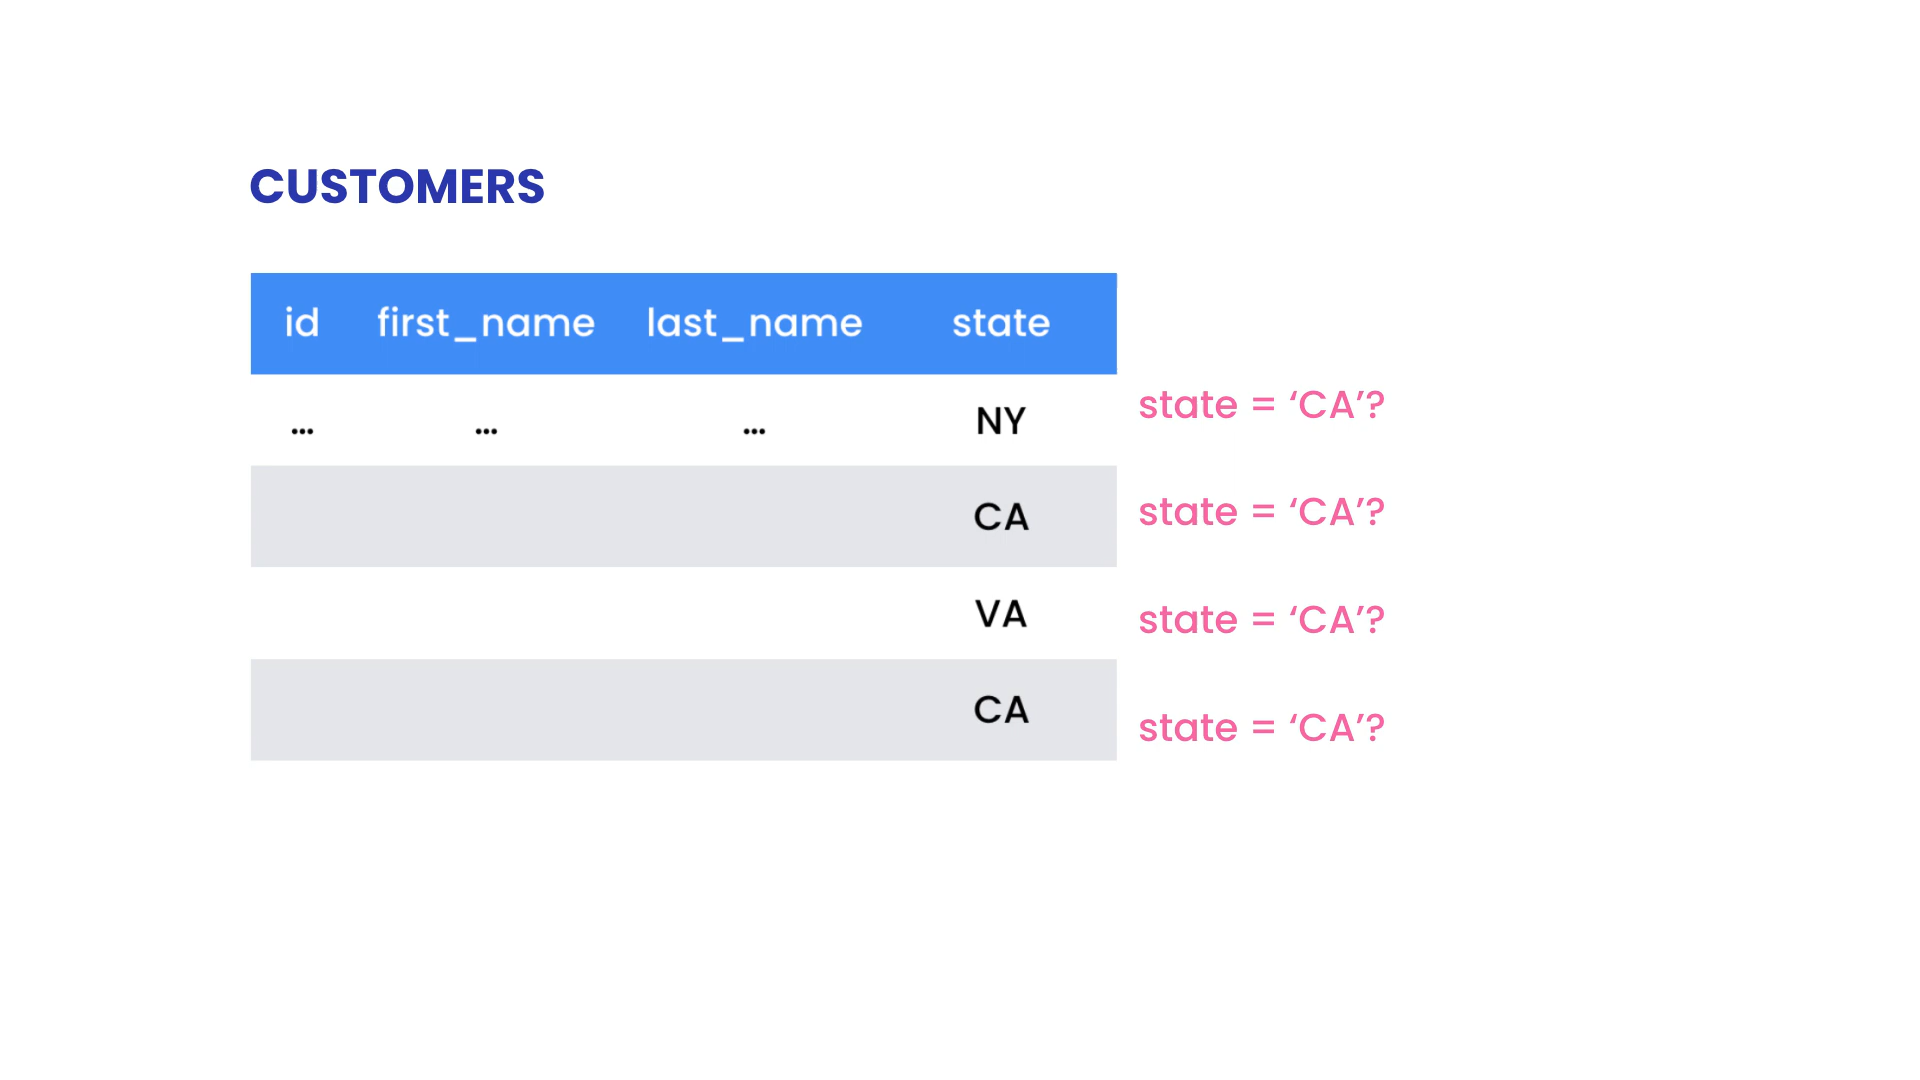 CUSTOMERS
id first_name last_name state
... ... ... NY state = ‘CA’?
CA state = ‘CA’?
VA state = ‘CA’?
CA state = ‘CA’?